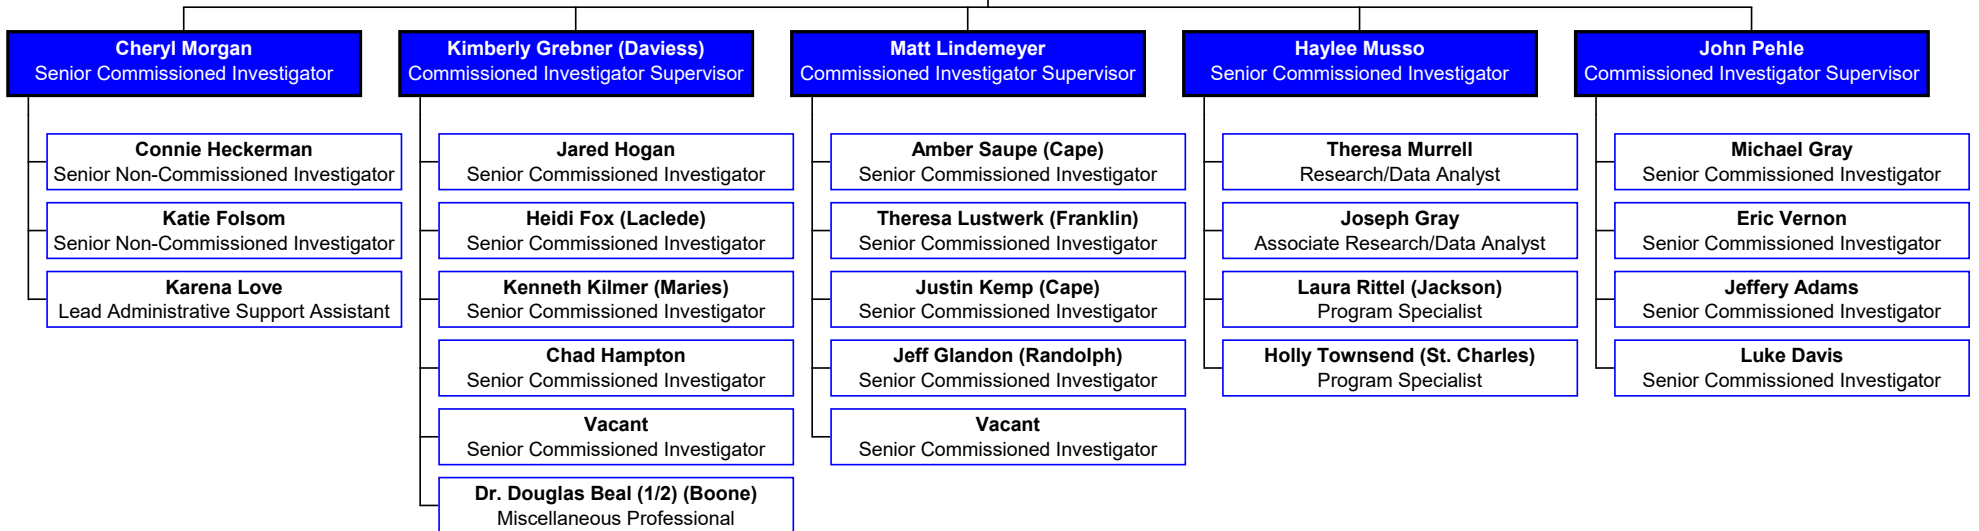 Cheryl Morgan
Senior Commissioned Investigator
Connie Heckerman
Senior Non-Commissioned Investigator
Katie Folsom
Senior Non-Commissioned Investigator
Karena Love
Lead Administrative Support Assistant
Kimberly Grebner (Daviess)
Commissioned Investigator Supervisor
Jared Hogan
Senior Commissioned Investigator
Heidi Fox (Laclede)
Senior Commissioned Investigator
Kenneth Kilmer (Maries)
Senior Commissioned Investigator
Chad Hampton
Senior Commissioned Investigator
Vacant
Senior Commissioned Investigator
Dr. Douglas Beal (1/2) (Boone)
Miscellaneous Professional
Matt Lindemeyer
Commissioned Investigator Supervisor
Amber Saupe (Cape)
Senior Commissioned Investigator
Theresa Lustwerk (Franklin)
Senior Commissioned Investigator
Justin Kemp (Cape)
Senior Commissioned Investigator
Jeff Glandon (Randolph)
Senior Commissioned Investigator
Vacant
Senior Commissioned Investigator
Haylee Musso
Senior Commissioned Investigator
Theresa Murrell
Research/Data Analyst
Joseph Gray
Associate Research/Data Analyst
Laura Rittel (Jackson)
Program Specialist
Holly Townsend (St. Charles)
Program Specialist
John Pehle
Commissioned Investigator Supervisor
Michael Gray
Senior Commissioned Investigator
Eric Vernon
Senior Commissioned Investigator
Jeffery Adams
Senior Commissioned Investigator
Luke Davis
Senior Commissioned Investigator